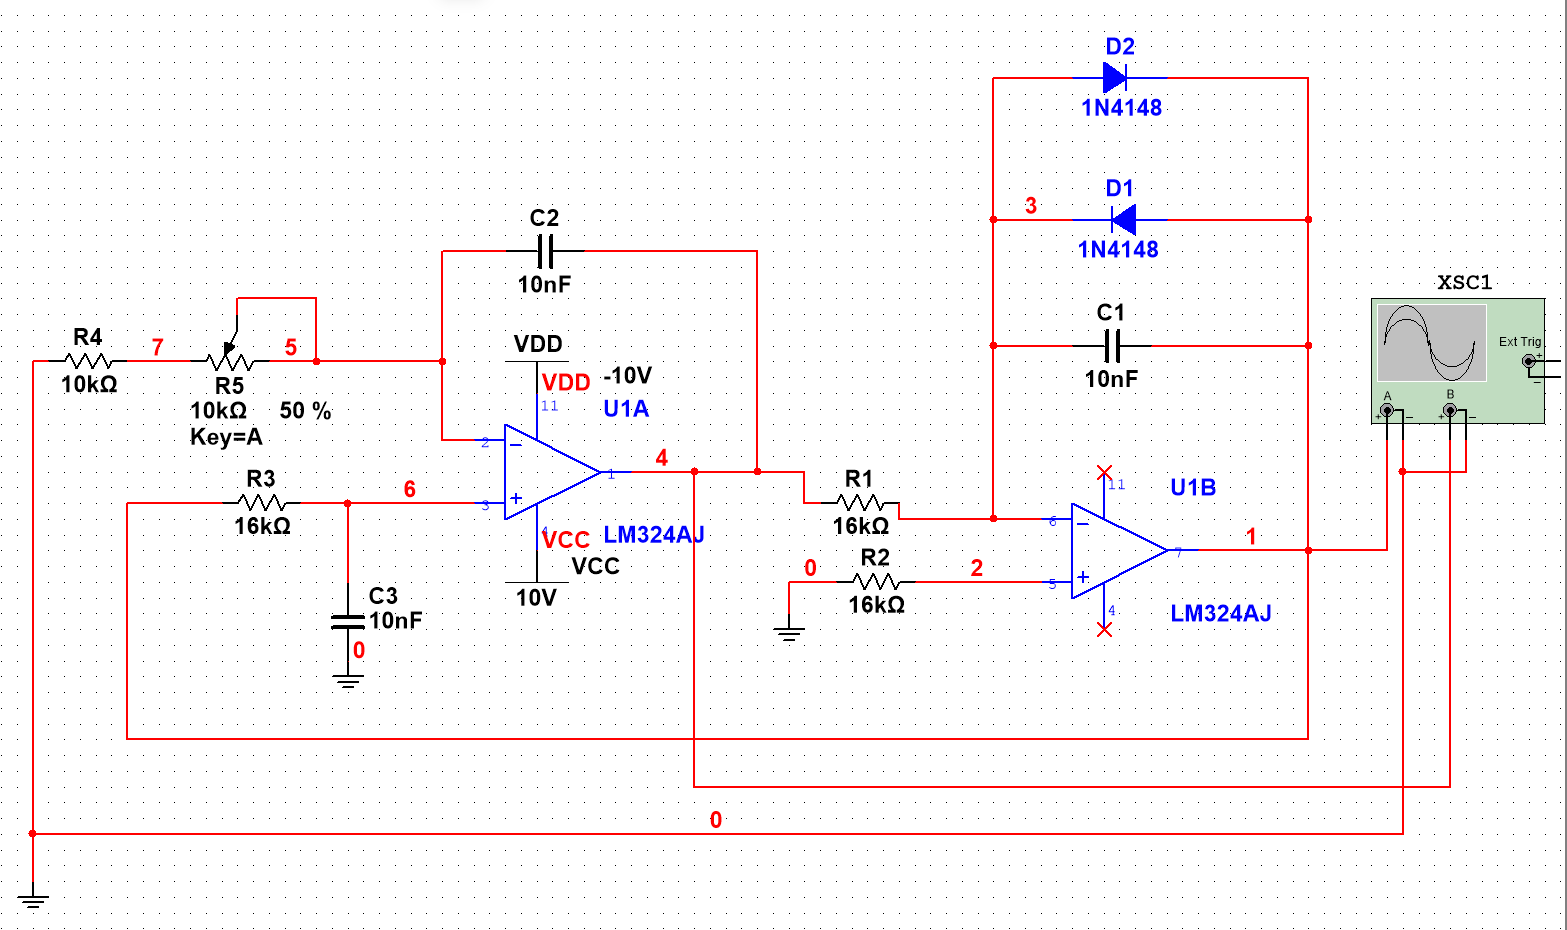 D2
1N4148
D1
3
1N4148
C2
10nF
XSC1
C1
10nF
Ext Trig
+
−
A
B
+
−
+
−
R4
7
5
10kΩ
R5
10kΩ
50 %
Key=A
VDD
VDD
-10V
11
U1A
2
−
4
1
3
+
4
VCC
LM324AJ
VCC
10V
R3
6
16kΩ
C3
10nF
0
R1
16kΩ
R2
0
2
16kΩ
11
U1B
6
−
1
7
5
+
4
LM324AJ
0